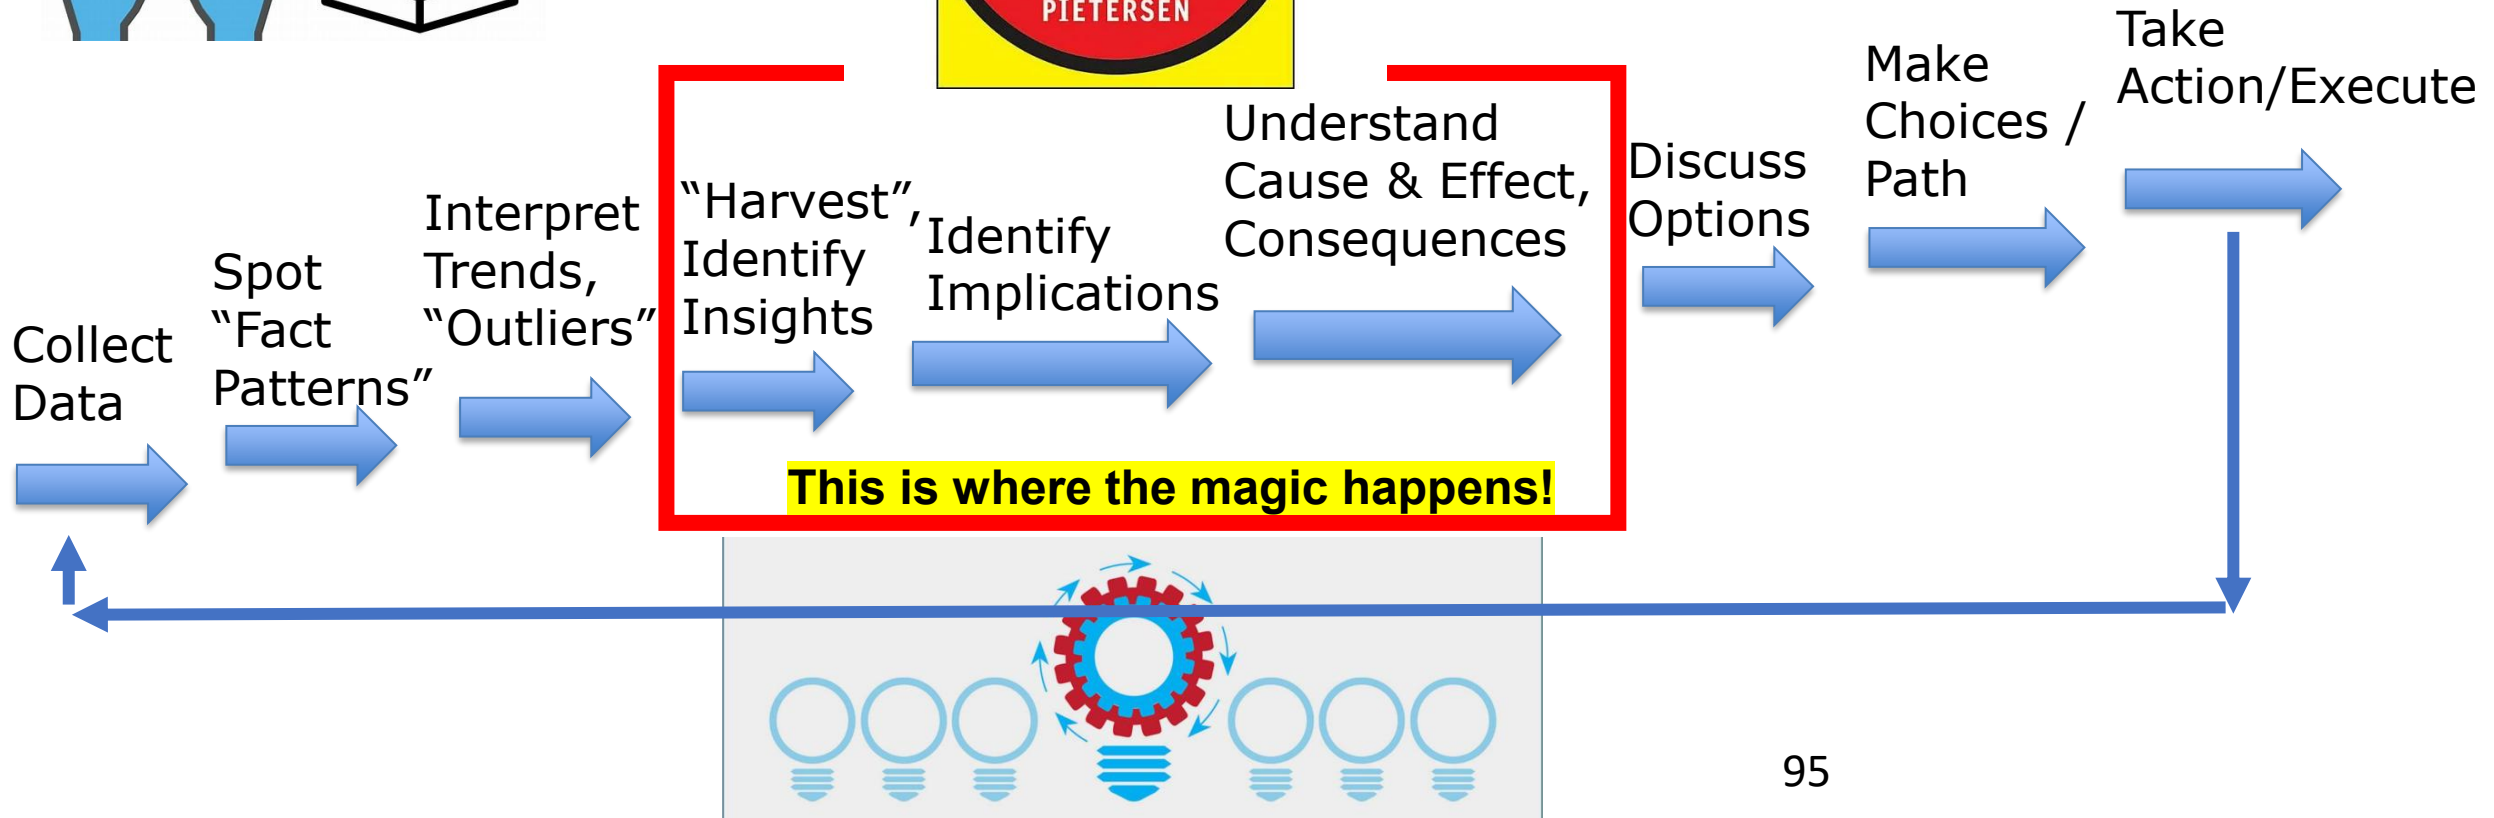 PIETERSEN
Collect
Data
Spot
“Fact
Patterns”
Interpret
Trends,
“Outliers”
“Harvest”,
Identify
Insights
Identify
Implications
Understand
Cause & Effect,
Consequences
Discuss
Options
Make
Choices /
Path
Take
Action/Execute
This is where the magic happens!
95